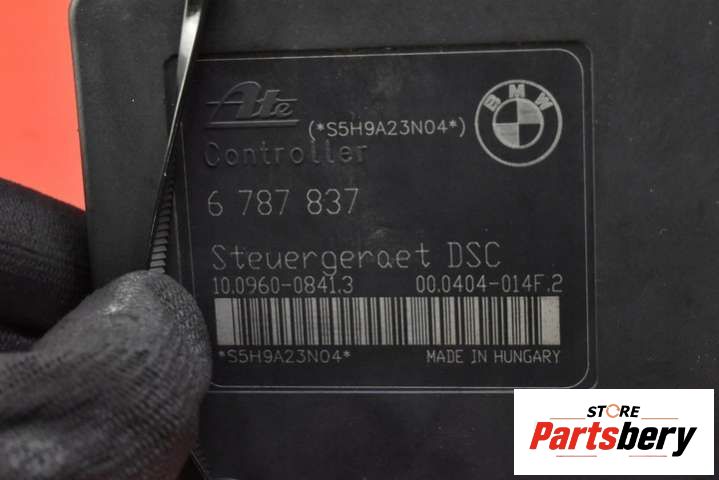 Ate
(*S5H9A23N04*)
BMW
Controller
6 787 837
Steuergeraet DSC
10.0960-0841.3 00.0404-014F.2
*S5H9A23N04* MADE IN HUNGARY
STORE
Partsbery